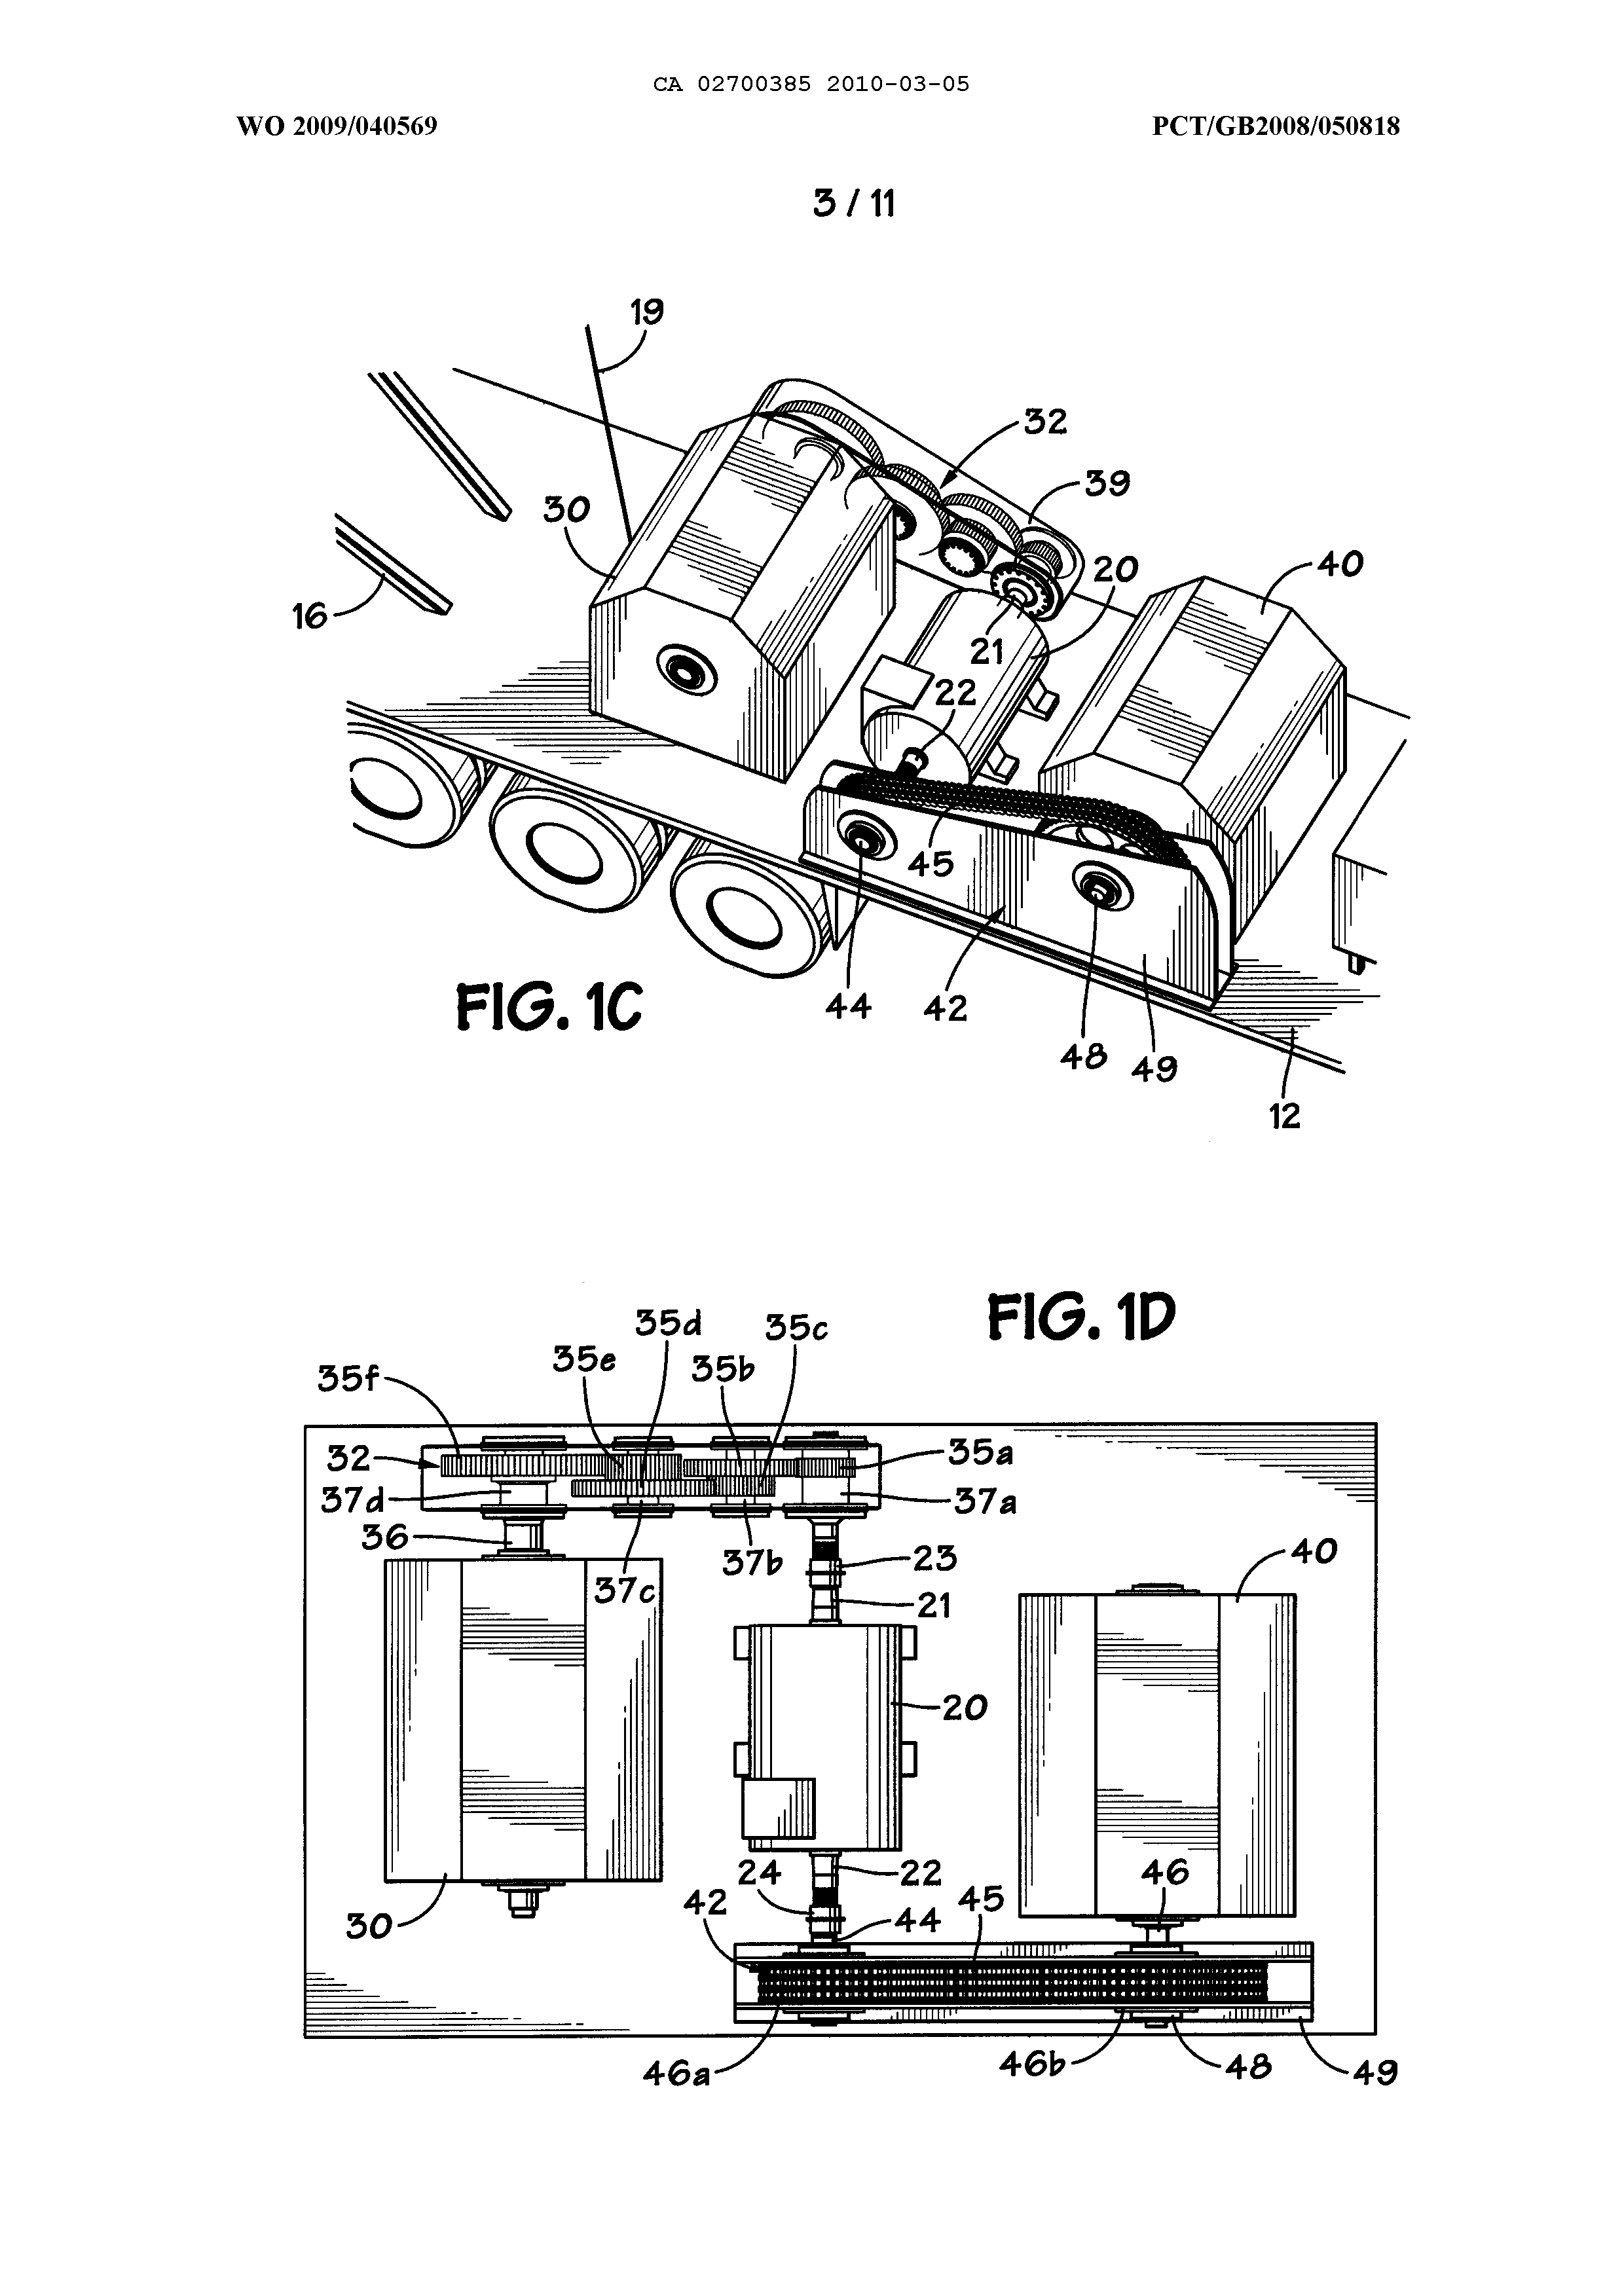 CA 02700385 2010-03-05
WO 2009/040569
PCT/GB2008/050818
3 / 11
19
32
39
30
20
40
16
21
22
45
44
42
48
49
12
FIG. 1C
FIG. 1D
35d
35c
35e
35b
35f
32
35a
37d
37a
36
37b
23
40
37c
21
20
24
22
46
42
45
30
44
46a
46b
48
49